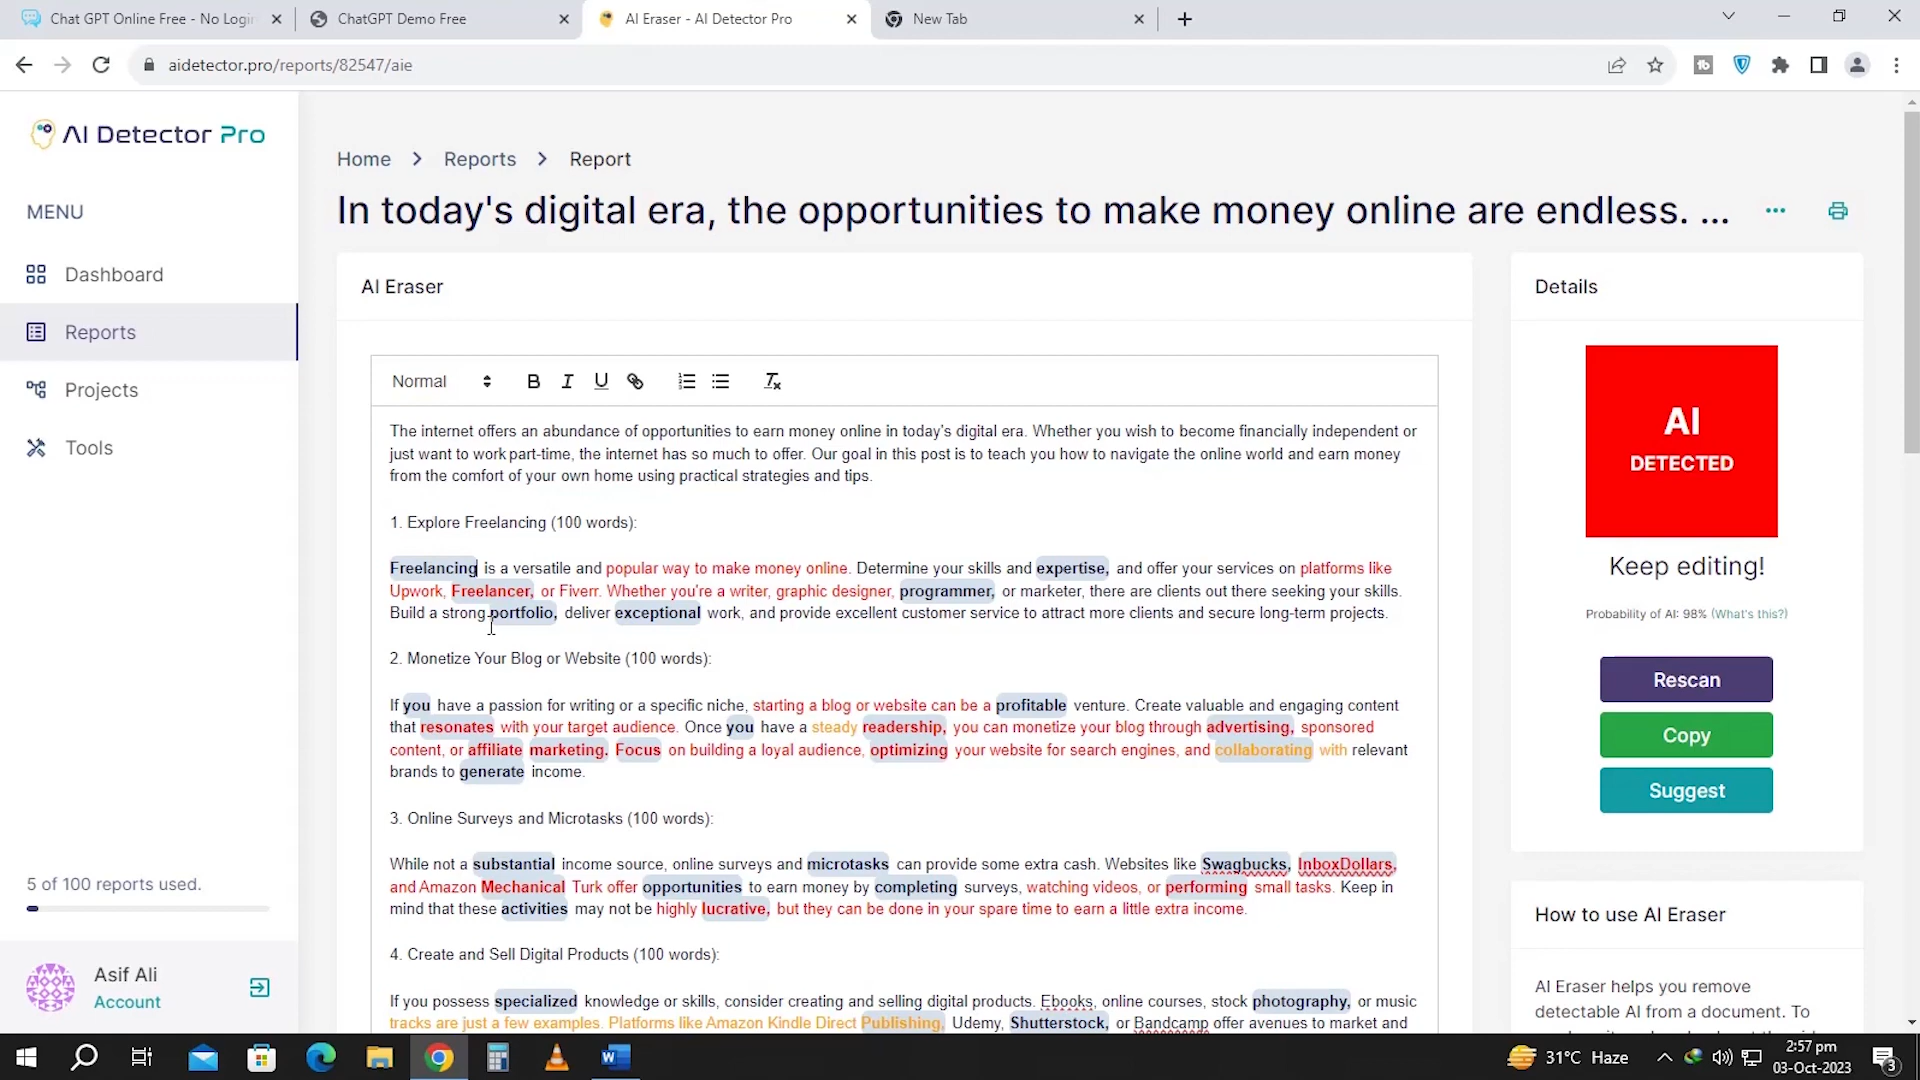 Chat GPT Online Free - No Login
ChatGPT Demo Free
AI Eraser - AI Detector Pro
New Tab
aidetector.pro/reports/82547/aie
AI Detector Pro
MENU
Dashboard
Reports
Projects
Tools
5 of 100 reports used.
Asif Ali
Account
Home > Reports > Report
In today's digital era, the opportunities to make money online are endless. ...
AI Eraser
Normal
The internet offers an abundance of opportunities to earn money online in today's digital era. Whether you wish to become financially independent or
just want to work part-time, the internet has so much to offer. Our goal in this post is to teach you how to navigate the online world and earn money
from the comfort of your own home using practical strategies and tips.
1. Explore Freelancing (100 words):
Freelancing is a versatile and popular way to make money online. Determine your skills and expertise, and offer your services on platforms like
Upwork, Freelancer, or Fiverr. Whether you're a writer, graphic designer, programmer, or marketer, there are clients out there seeking your skills.
Build a strong portfolio, deliver exceptional work, and provide excellent customer service to attract more clients and secure long-term projects.
2. Monetize Your Blog or Website (100 words):
If you have a passion for writing or a specific niche, starting a blog or website can be a profitable venture. Create valuable and engaging content
that resonates with your target audience. Once you have a steady readership, you can monetize your blog through advertising, sponsored
content, or affiliate marketing. Focus on building a loyal audience, optimizing your website for search engines, and collaborating with relevant
brands to generate income.
3. Online Surveys and Microtasks (100 words):
While not a substantial income source, online surveys and microtasks can provide some extra cash. Websites like Swagbucks, InboxDollars,
and Amazon Mechanical Turk offer opportunities to earn money by completing surveys, watching videos, or performing small tasks. Keep in
mind that these activities may not be highly lucrative, but they can be done in your spare time to earn a little extra income.
4. Create and Sell Digital Products (100 words):
If you possess specialized knowledge or skills, consider creating and selling digital products. Ebooks, online courses, stock photography, or music
tracks are just a few examples. Platforms like Amazon Kindle Direct Publishing, Udemy, Shutterstock, or Bandcamp offer avenues to market and
Details
AI
DETECTED
Keep editing!
Probability of AI: 98% (What's this?)
Rescan
Copy
Suggest
How to use AI Eraser
AI Eraser helps you remove
detectable AI from a document. To
31°C Haze
2:57 pm
03-Oct-2023
3